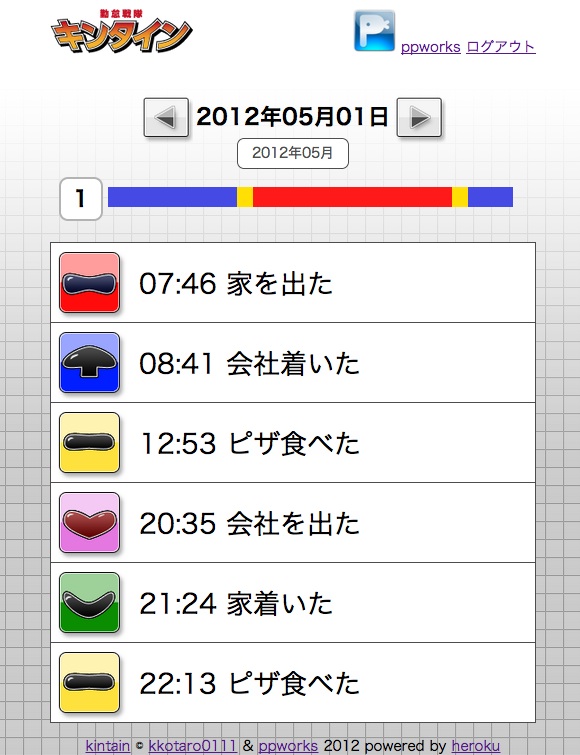 勤怠戦隊
キンタイン
ppworks ログアウト
2012年05月01日
2012年05月
1
07:46 家を出た
08:41 会社着いた
12:53 ピザ食べた
20:35 会社を出た
21:24 家着いた
22:13 ピザ食べた
kintain © kkotaro0111 & ppworks 2012 powered by heroku